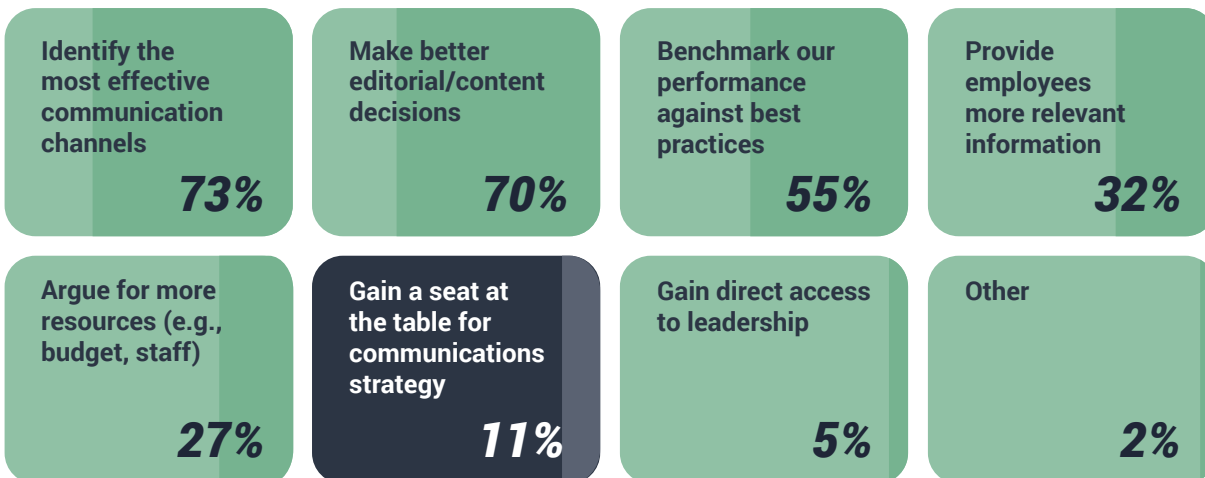 Identify the
most effective
communication
channels
73%
Make better
editorial/content
decisions
70%
Benchmark our
performance
against best
practices
55%
Provide
employees
more relevant
information
32%
Argue for more
resources (e.g.,
budget, staff)
27%
Gain a seat at
the table for
communications
strategy
11%
Gain direct access
to leadership
5%
Other
2%